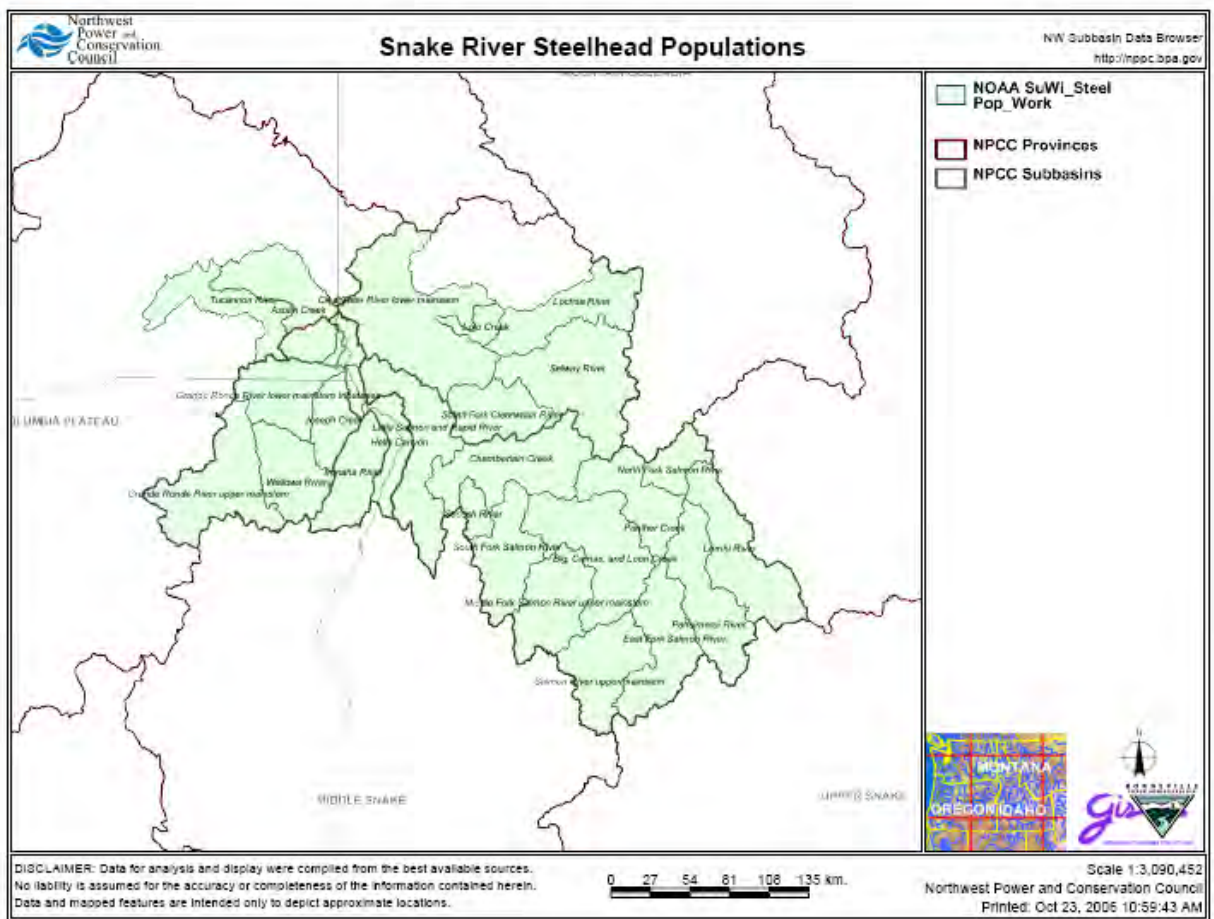 Northwest
Power and
Conservation
Council
Snake River Steelhead Populations
NW Subbasin Data Browser
http://nppc.bpa.gov
NOAA SuWi_Steel
Pop_Work
NPCC Provinces
NPCC Subbasins
Tucannon River
Asotin Creek
River lower mainstem
Lochsa River
Lolo Creek
Selway River
Grande Ronde River lower mainstem
Joseph Creek
South Fork Clearwater River
Little Salmon and Rapid River
Hells Canyon
COLUMBIA PLATEAU
Chamberlain Creek
North Fork Salmon River
Imnaha River
Wallowa River
Grande Ronde River upper mainstem
Secesh River
Panther Creek
South Fork Salmon River
Lemhi River
Big, Camas, and Loon Creek
Middle Fork Salmon River upper mainstem
Pahsimeroi River
East Fork Salmon River
Salmon River upper mainstem
MIDDLE SNAKE
UPPER SNAKE
MONTANA
OREGON IDAHO
N
BONNEVILLE
Gis
DISCLAIMER: Data for analysis and display were compiled from the best available sources.
No liability is assumed for the accuracy or completeness of the information contained herein.
Data and mapped features are intended only to depict approximate locations.
0 27 54 81 108 135 km.
Scale 1:3,090,452
Northwest Power and Conservation Council
Printed: Oct 23, 2006 10:59:43 AM